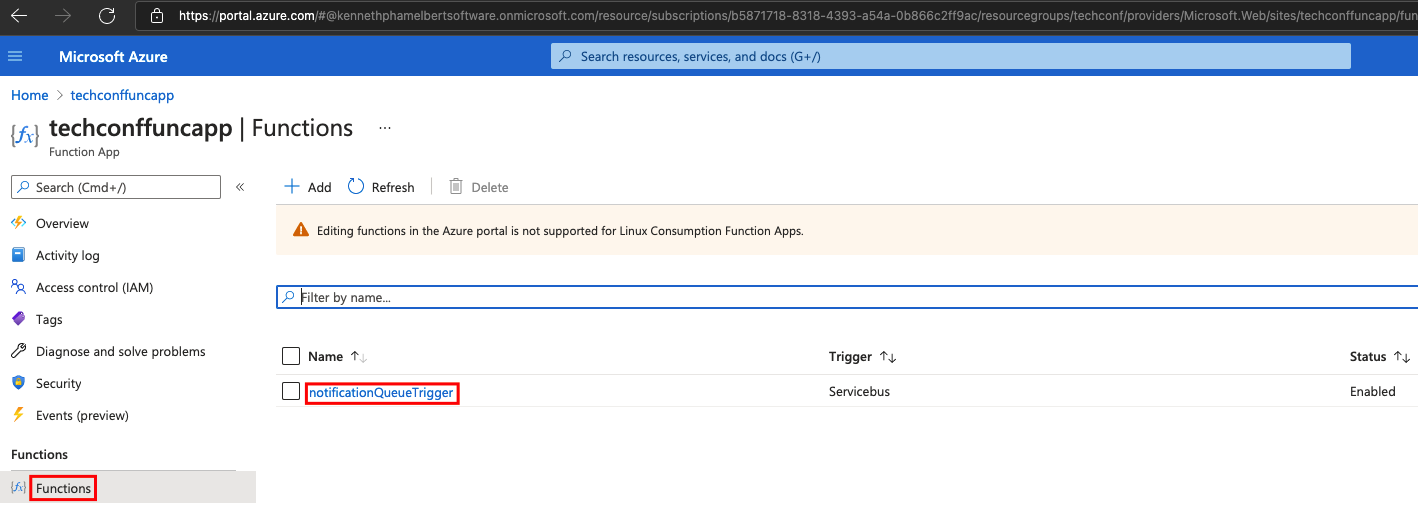 https://portal.azure.com/#@kennethphamelbertsoftware.onmicrosoft.com/resource/subscriptions/b5871718-8318-4393-a54a-0b866c2ff9ac/resourcegroups/techconf/providers/Microsoft.Web/sites/techconffuncapp/fun
Microsoft Azure
Search resources, services, and docs (G+/)
Home > techconffuncapp
{fx} techconffuncapp | Functions ...
Function App
Search (Cmd+/) «
+ Add Refresh Delete
Overview
Editing functions in the Azure portal is not supported for Linux Consumption Function Apps.
Activity log
Access control (IAM)
Filter by name...
Tags
Diagnose and solve problems
Name ↑↓ Trigger ↑↓ Status ↑↓
Security
notificationQueueTrigger Servicebus Enabled
Events (preview)
Functions
{fx} Functions